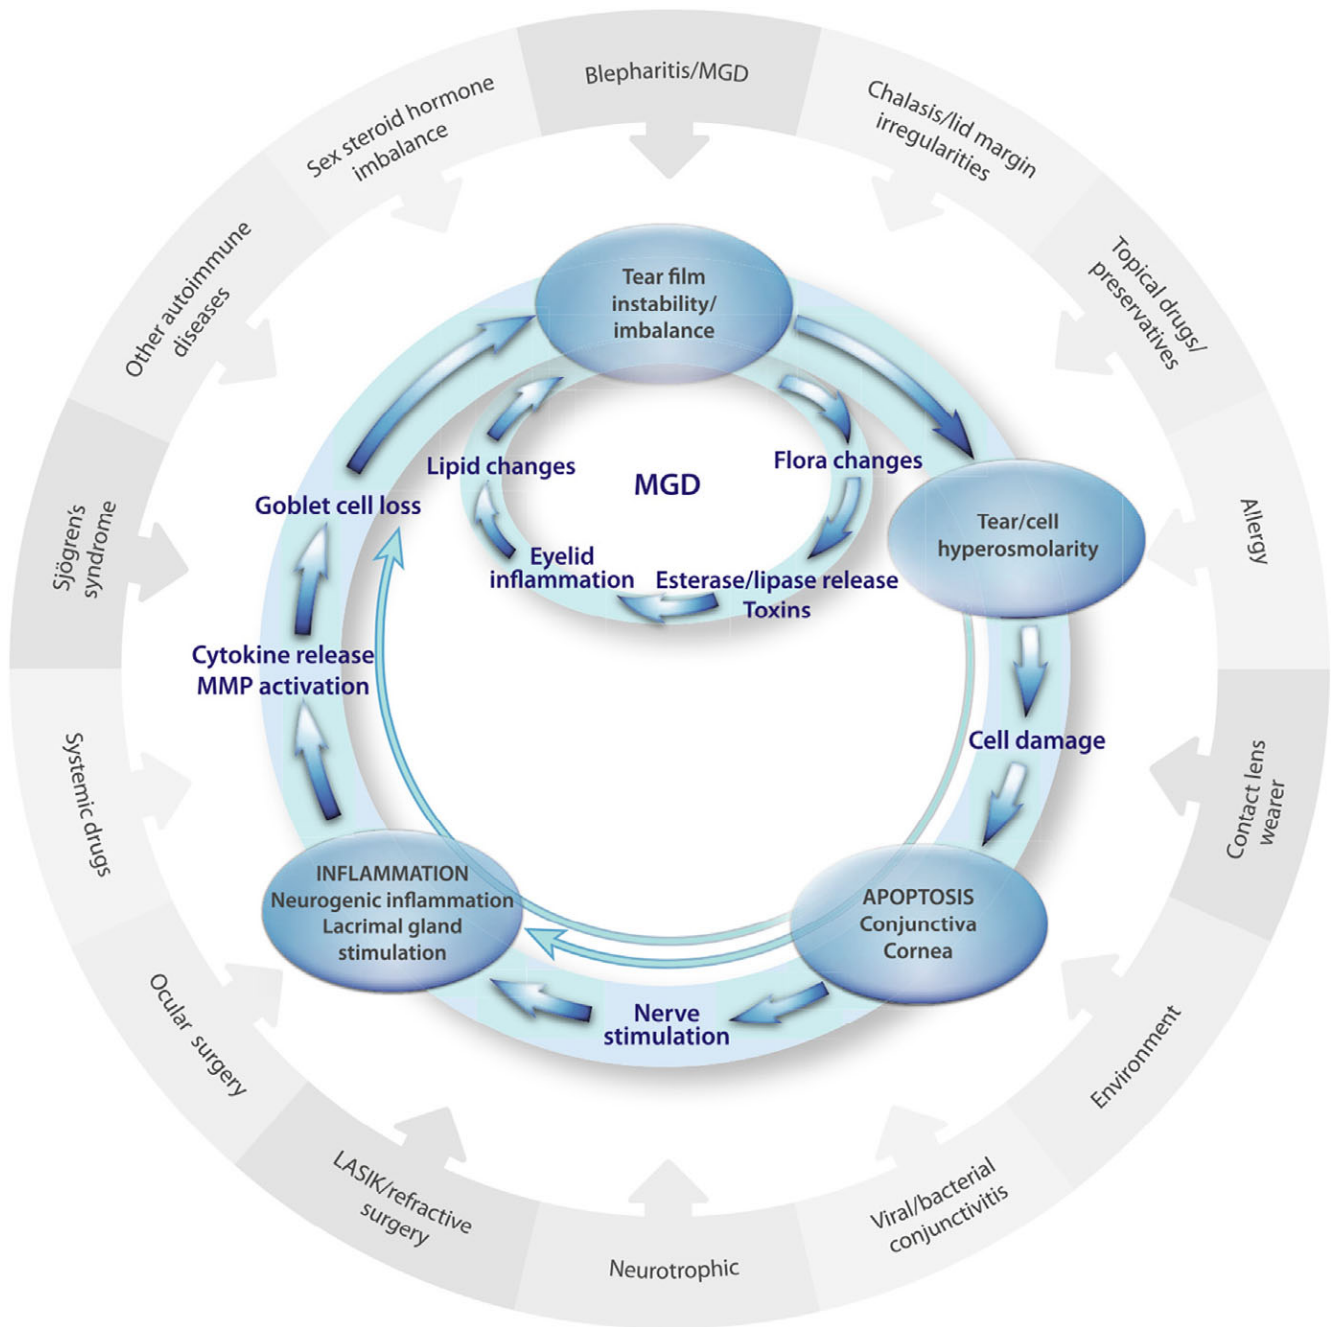 Blepharitis/MGD
Chalasis/lid margin
irregularities
Topical drugs/
preservatives
Allergy
Contact lens
wearer
Environment
Viral/bacterial
conjunctivitis
Neurotrophic
LASIK/refractive
surgery
Ocular surgery
Systemic drugs
Sjögren's
syndrome
Other autoimmune
diseases
Sex steroid hormone
imbalance
Tear film
instability/
imbalance
Tear/cell
hyperosmolarity
Cell damage
APOPTOSIS
Conjunctiva
Cornea
Nerve
stimulation
INFLAMMATION
Neurogenic inflammation
Lacrimal gland
stimulation
Cytokine release
MMP activation
Goblet cell loss
MGD
Flora changes
Esterase/lipase release
Toxins
Eyelid
inflammation
Lipid changes